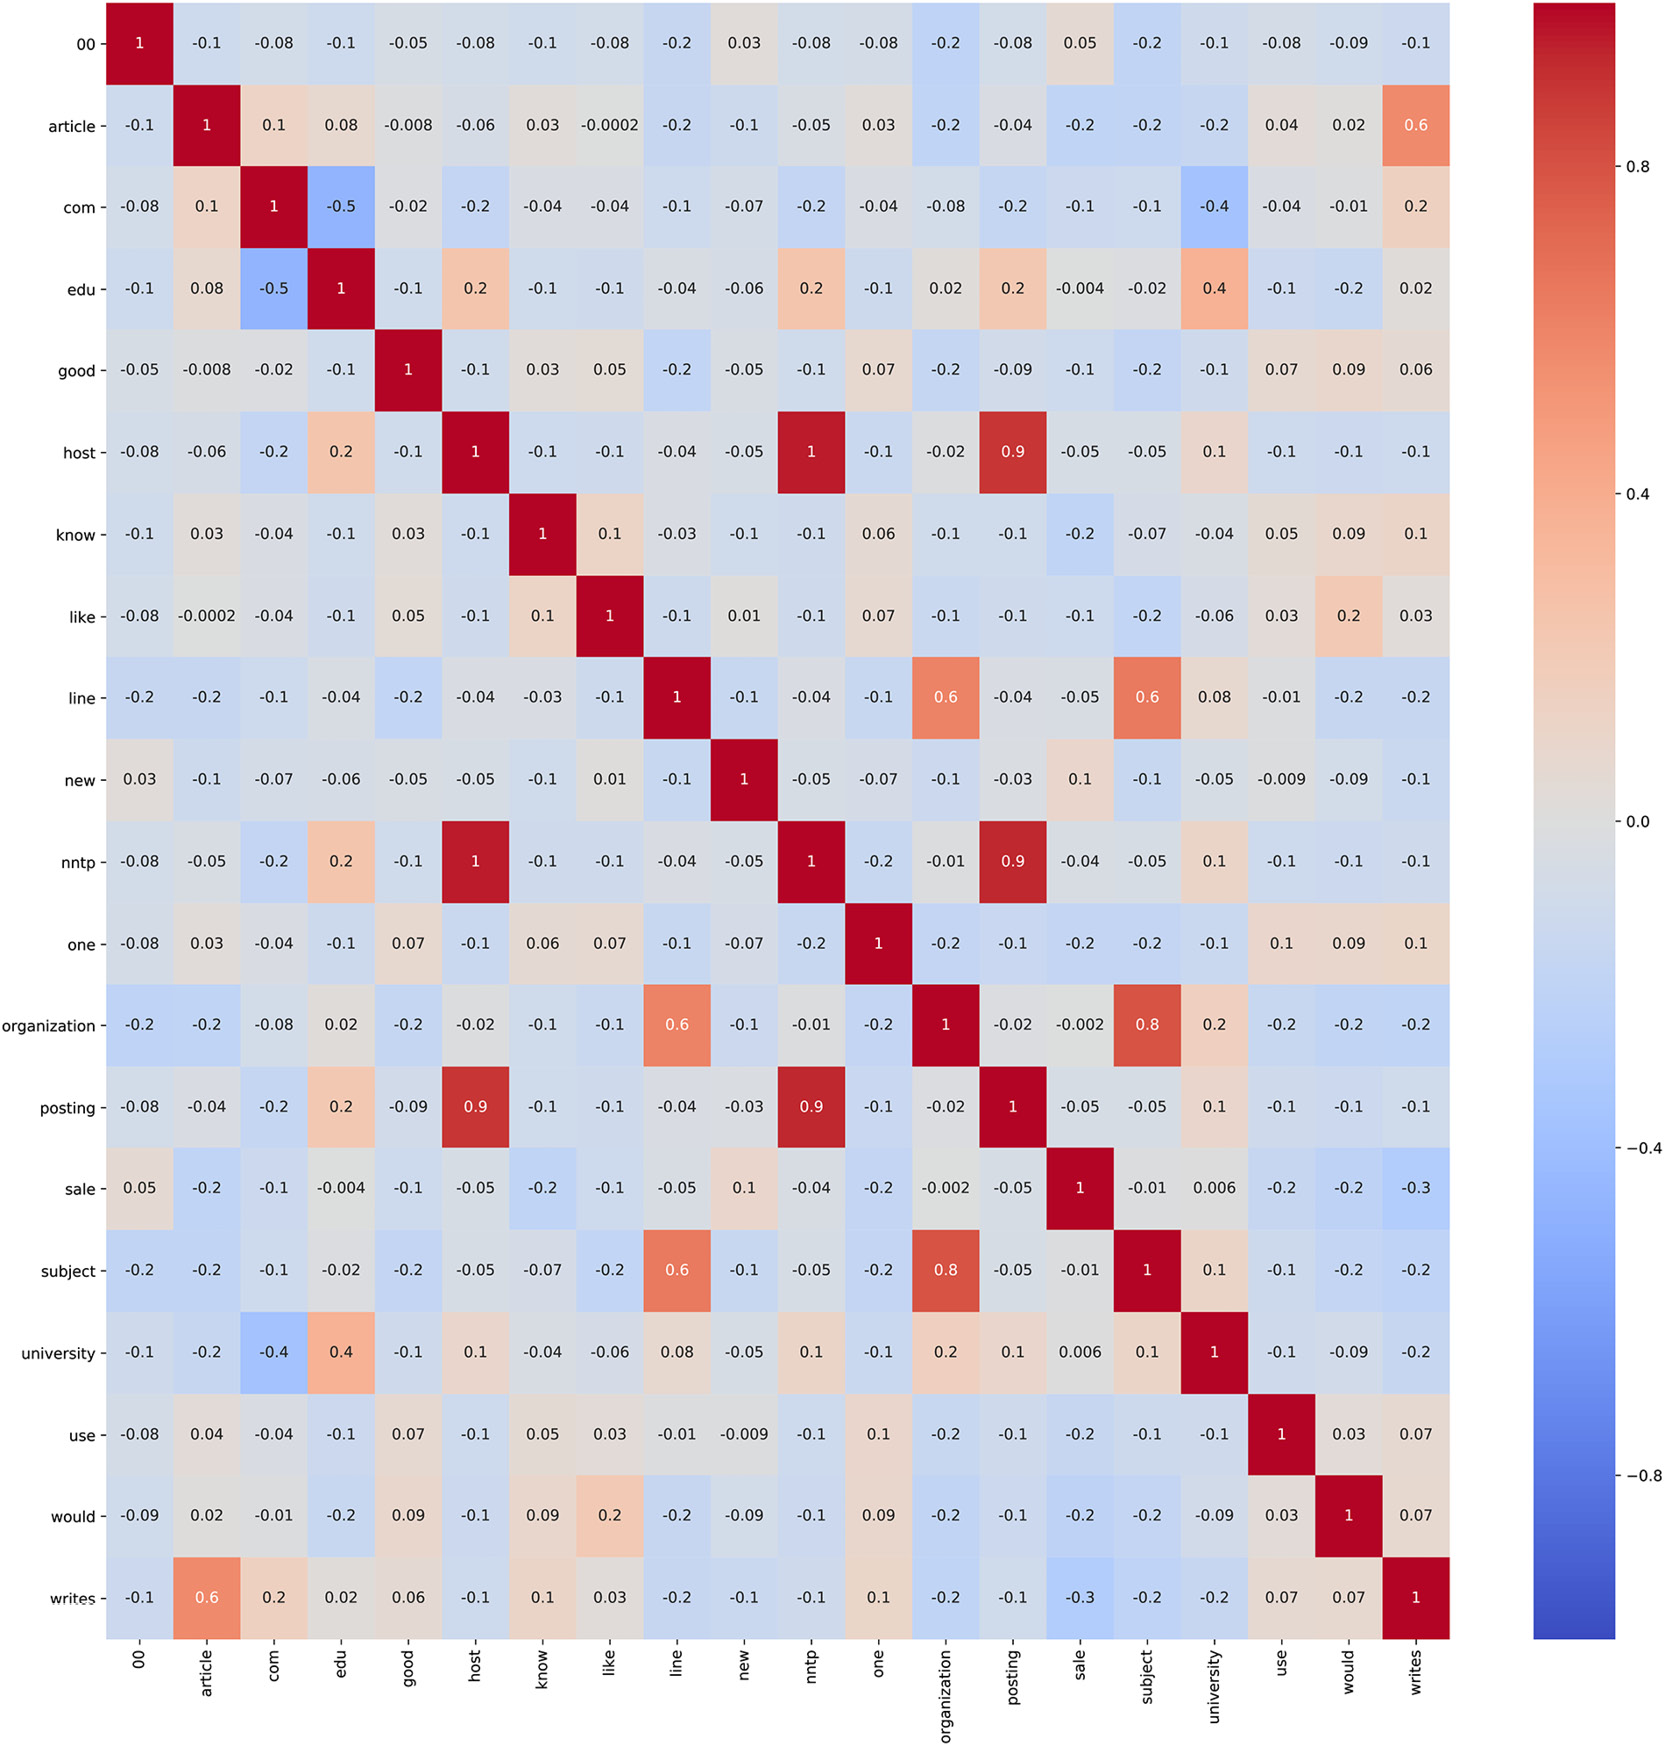 00 1 -0.1 -0.08 -0.1 -0.05 -0.08 -0.1 -0.08 -0.2 0.03 -0.08 -0.08 -0.2 -0.08 0.05 -0.2 -0.1 -0.08 -0.09 -0.1
article -0.1 1 0.1 0.08 -0.008 -0.06 0.03 -0.0002 -0.2 -0.1 -0.05 0.03 -0.2 -0.04 -0.2 -0.2 -0.2 0.04 0.02 0.6
0.8
com -0.08 0.1 1 -0.5 -0.02 -0.2 -0.04 -0.04 -0.1 -0.07 -0.2 -0.04 -0.08 -0.2 -0.1 -0.1 -0.4 -0.04 -0.01 0.2
edu -0.1 0.08 -0.5 1 -0.1 0.2 -0.1 -0.1 -0.04 -0.06 0.2 -0.1 0.02 0.2 -0.004 -0.02 0.4 -0.1 -0.2 0.02
good -0.05 -0.008 -0.02 -0.1 1 -0.1 0.03 0.05 -0.2 -0.05 -0.1 0.07 -0.2 -0.09 -0.1 -0.2 -0.1 0.07 0.09 0.06
host -0.08 -0.06 -0.2 0.2 -0.1 1 -0.1 -0.1 -0.04 -0.05 1 -0.1 -0.02 0.9 -0.05 -0.05 0.1 -0.1 -0.1 -0.1
0.4
know -0.1 0.03 -0.04 -0.1 0.03 -0.1 1 0.1 -0.03 -0.1 -0.1 0.06 -0.1 -0.1 -0.2 -0.07 -0.04 0.05 0.09 0.1
like -0.08 -0.0002 -0.04 -0.1 0.05 -0.1 0.1 1 -0.1 0.01 -0.1 0.07 -0.1 -0.1 -0.1 -0.2 -0.06 0.03 0.2 0.03
line -0.2 -0.2 -0.1 -0.04 -0.2 -0.04 -0.03 -0.1 1 -0.1 -0.04 -0.1 0.6 -0.04 -0.05 0.6 0.08 -0.01 -0.2 -0.2
new 0.03 -0.1 -0.07 -0.06 -0.05 -0.05 -0.1 0.01 -0.1 1 -0.05 -0.07 -0.1 -0.03 0.1 -0.1 -0.05 -0.009 -0.09 -0.1
0.0
nntp -0.08 -0.05 -0.2 0.2 -0.1 1 -0.1 -0.1 -0.04 -0.05 1 -0.2 -0.01 0.9 -0.04 -0.05 0.1 -0.1 -0.1 -0.1
one -0.08 0.03 -0.04 -0.1 0.07 -0.1 0.06 0.07 -0.1 -0.07 -0.2 1 -0.2 -0.1 -0.2 -0.2 -0.1 0.1 0.09 0.1
organization -0.2 -0.2 -0.08 0.02 -0.2 -0.02 -0.1 -0.1 0.6 -0.1 -0.01 -0.2 1 -0.02 -0.002 0.8 0.2 -0.2 -0.2 -0.2
posting -0.08 -0.04 -0.2 0.2 -0.09 0.9 -0.1 -0.1 -0.04 -0.03 0.9 -0.1 -0.02 1 -0.05 -0.05 0.1 -0.1 -0.1 -0.1
−0.4
sale 0.05 -0.2 -0.1 -0.004 -0.1 -0.05 -0.2 -0.1 -0.05 0.1 -0.04 -0.2 -0.002 -0.05 1 -0.01 0.006 -0.2 -0.2 -0.3
subject -0.2 -0.2 -0.1 -0.02 -0.2 -0.05 -0.07 -0.2 0.6 -0.1 -0.05 -0.2 0.8 -0.05 -0.01 1 0.1 -0.1 -0.2 -0.2
university -0.1 -0.2 -0.4 0.4 -0.1 0.1 -0.04 -0.06 0.08 -0.05 0.1 -0.1 0.2 0.1 0.006 0.1 1 -0.1 -0.09 -0.2
use -0.08 0.04 -0.04 -0.1 0.07 -0.1 0.05 0.03 -0.01 -0.009 -0.1 0.1 -0.2 -0.1 -0.2 -0.1 -0.1 1 0.03 0.07
−0.8
would -0.09 0.02 -0.01 -0.2 0.09 -0.1 0.09 0.2 -0.2 -0.09 -0.1 0.09 -0.2 -0.1 -0.2 -0.2 -0.09 0.03 1 0.07
writes -0.1 0.6 0.2 0.02 0.06 -0.1 0.1 0.03 -0.2 -0.1 -0.1 0.1 -0.2 -0.1 -0.3 -0.2 -0.2 0.07 0.07 1
00 article com edu good host know like line new nntp one organization posting sale subject university use would writes